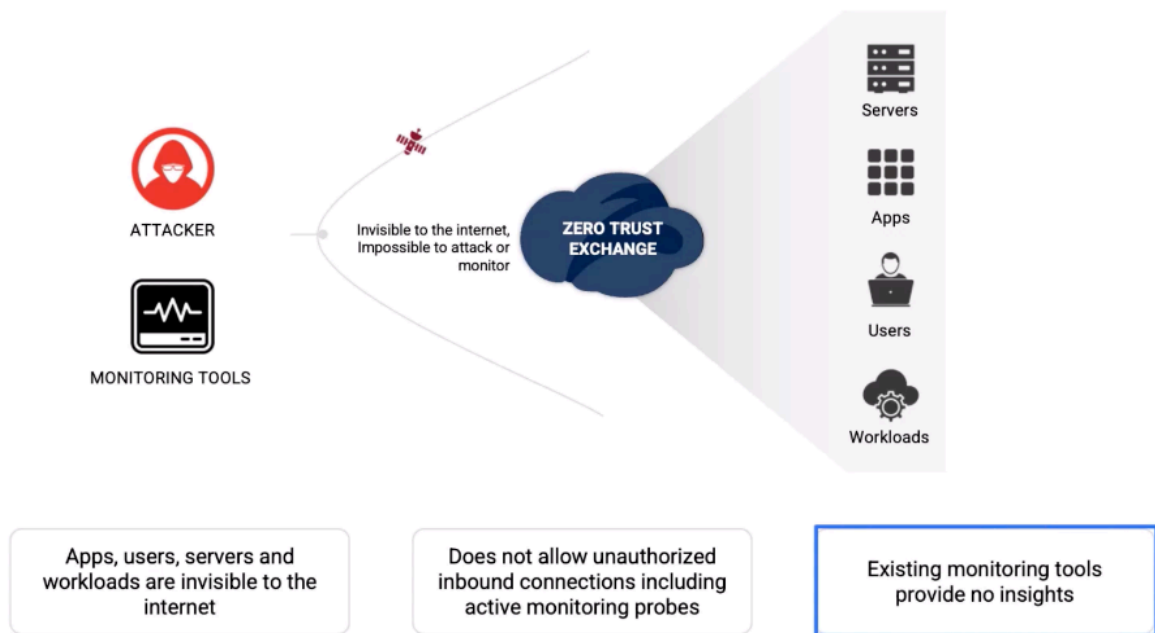 Servers
ATTACKER
Apps
Invisible to the internet,
Impossible to attack or
monitor
ZERO TRUST
EXCHANGE
Users
MONITORING TOOLS
Workloads
Apps, users, servers and
workloads are invisible to the
internet
Does not allow unauthorized
inbound connections including
active monitoring probes
Existing monitoring tools
provide no insights